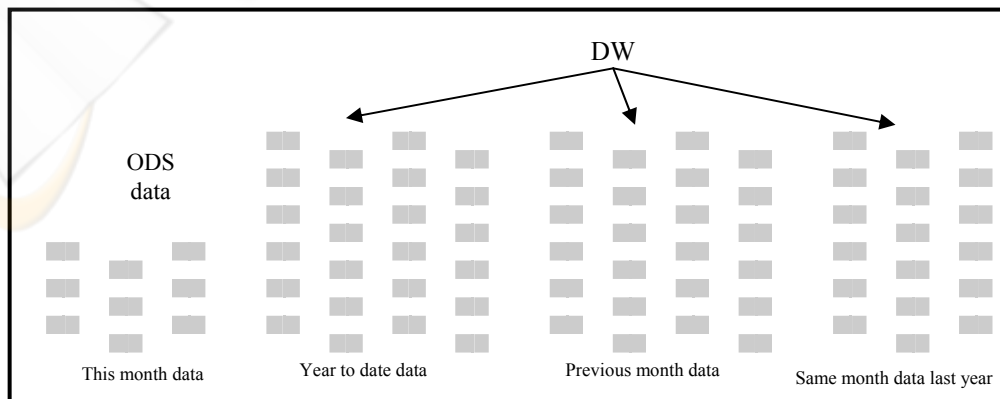 DW
ODS
data
This month data
Year to date data
Previous month data
Same month data last year